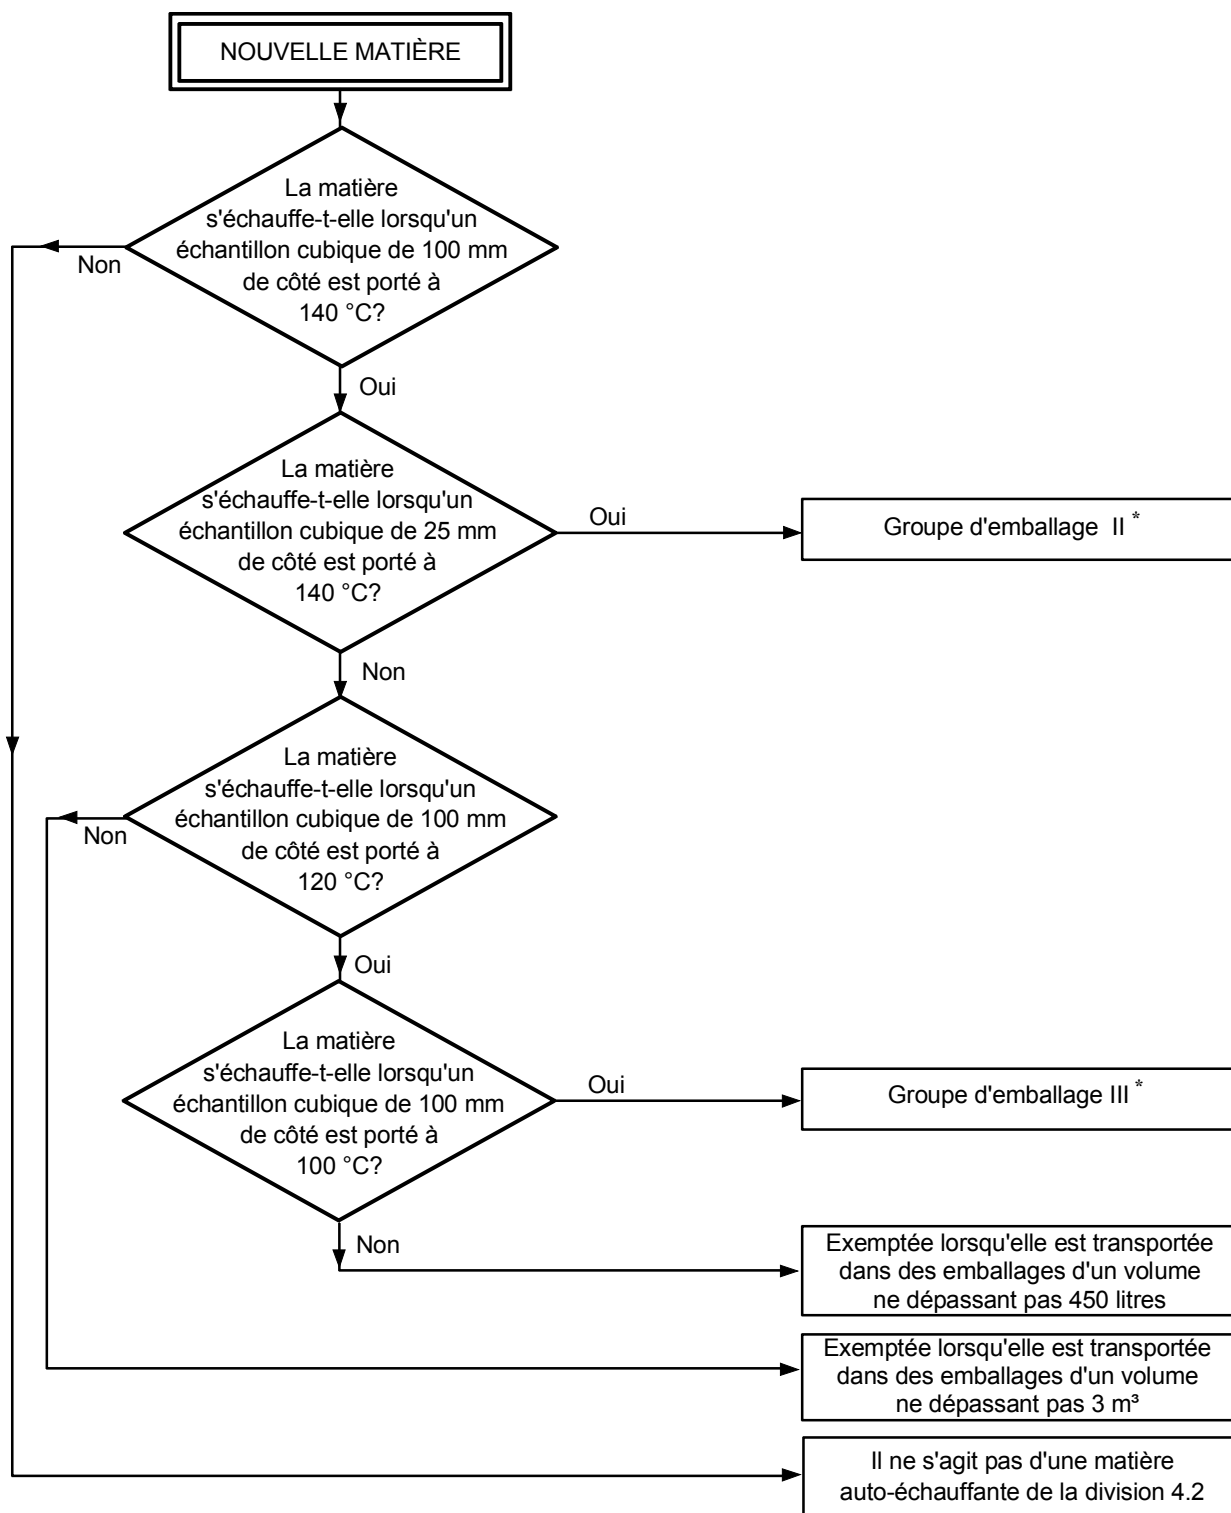 NOUVELLE MATIÈRE
La matière
s'échauffe-t-elle lorsqu'un
échantillon cubique de 100 mm
de côté est porté à
140 °C?
Non
Oui
La matière
s'échauffe-t-elle lorsqu'un
échantillon cubique de 25 mm
de côté est porté à
140 °C?
Oui
Groupe d'emballage II *
Non
La matière
s'échauffe-t-elle lorsqu'un
échantillon cubique de 100 mm
de côté est porté à
120 °C?
Non
Oui
La matière
s'échauffe-t-elle lorsqu'un
échantillon cubique de 100 mm
de côté est porté à
100 °C?
Oui
Groupe d'emballage III *
Non
Exemptée lorsqu'elle est transportée
dans des emballages d'un volume
ne dépassant pas 450 litres
Exemptée lorsqu'elle est transportée
dans des emballages d'un volume
ne dépassant pas 3 m³
Il ne s'agit pas d'une matière
auto-échauffante de la division 4.2